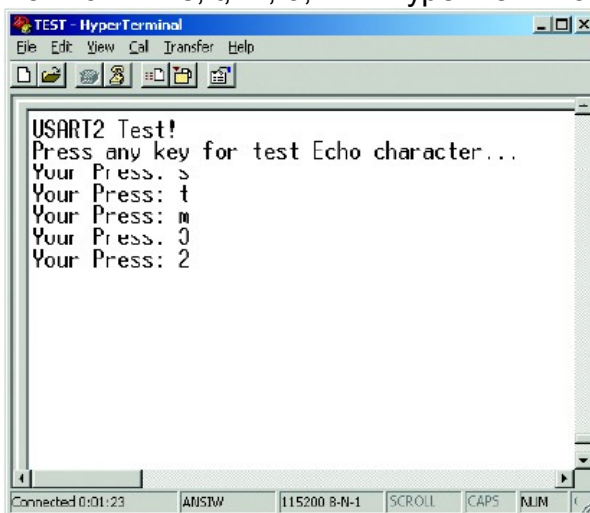 TEST - HyperTerminal
File Edit View Call Transfer Help
USART2 Test!
Press any key for test Echo character...
Your Press: s
Your Press: t
Your Press: m
Your Press: 3
Your Press: 2
Connected 0:01:23 ANSIW 115200 8-N-1 SCROLL CAPS NUM